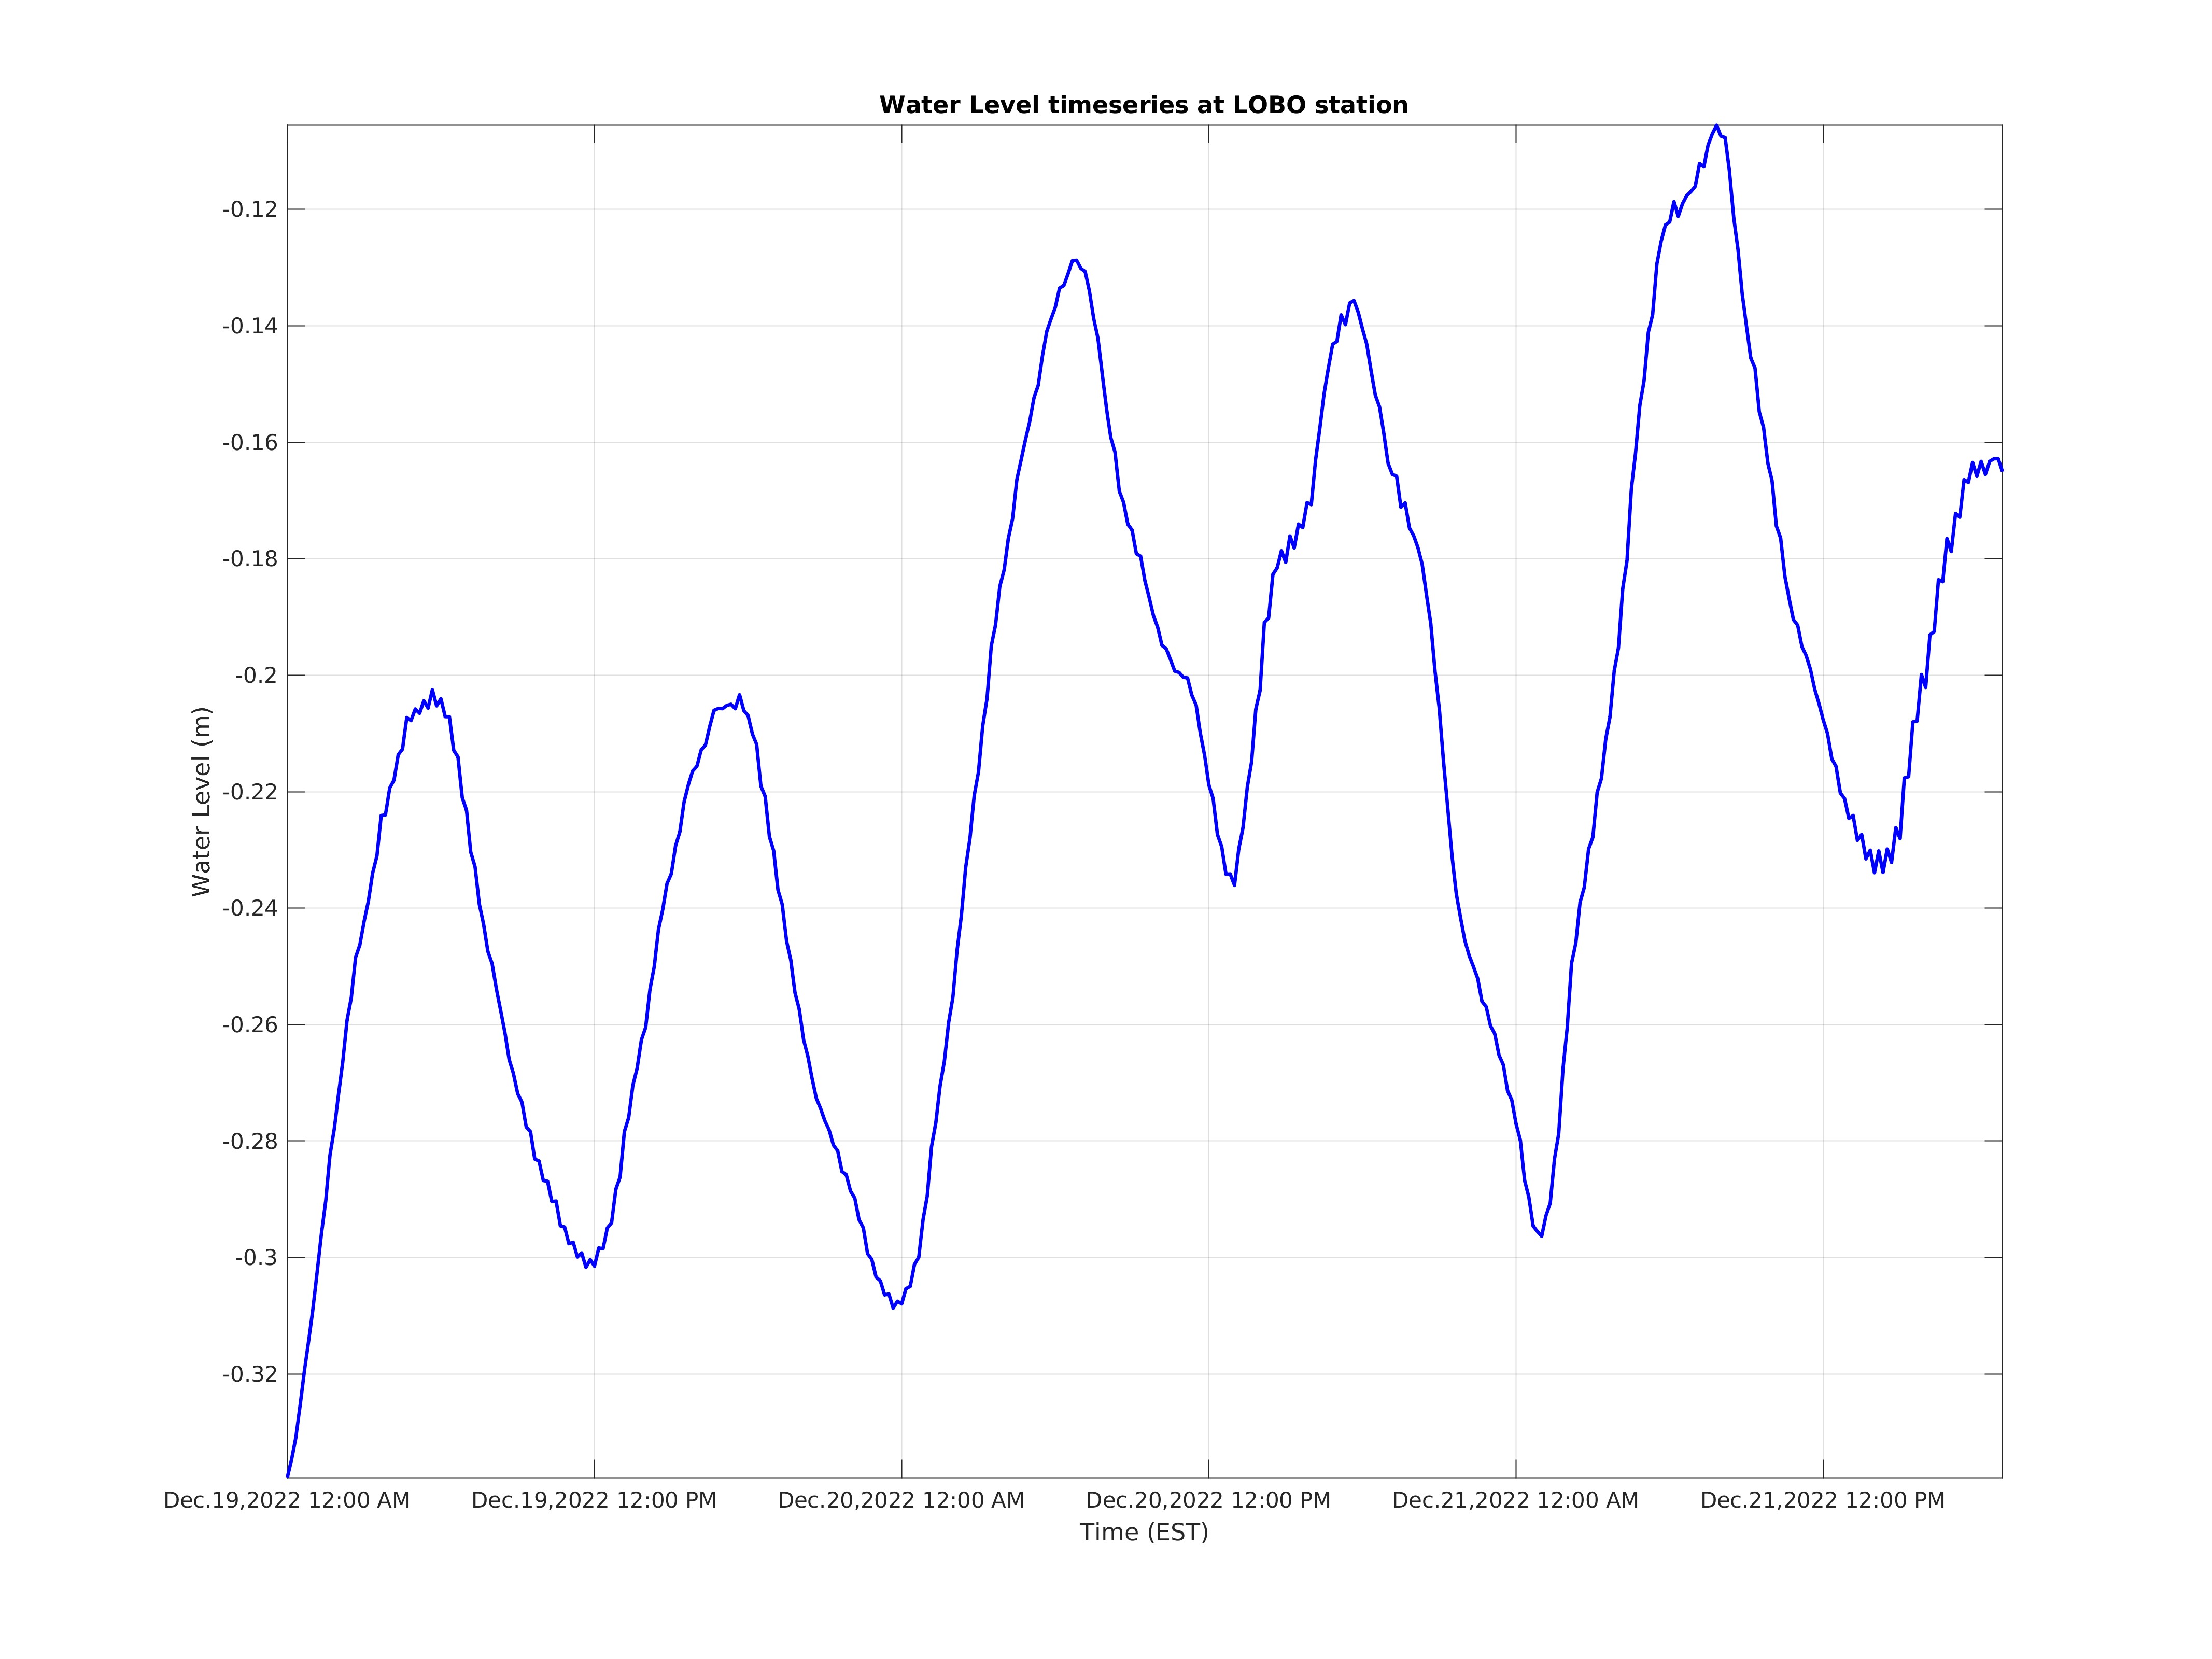 Water Level timeseries at LOBO station
-0.12
-0.14
-0.16
-0.18
-0.2
-0.22
-0.24
-0.26
-0.28
-0.3
-0.32
Water Level (m)
Dec.19,2022 12:00 AM
Dec.19,2022 12:00 PM
Dec.20,2022 12:00 AM
Dec.20,2022 12:00 PM
Dec.21,2022 12:00 AM
Dec.21,2022 12:00 PM
Time (EST)